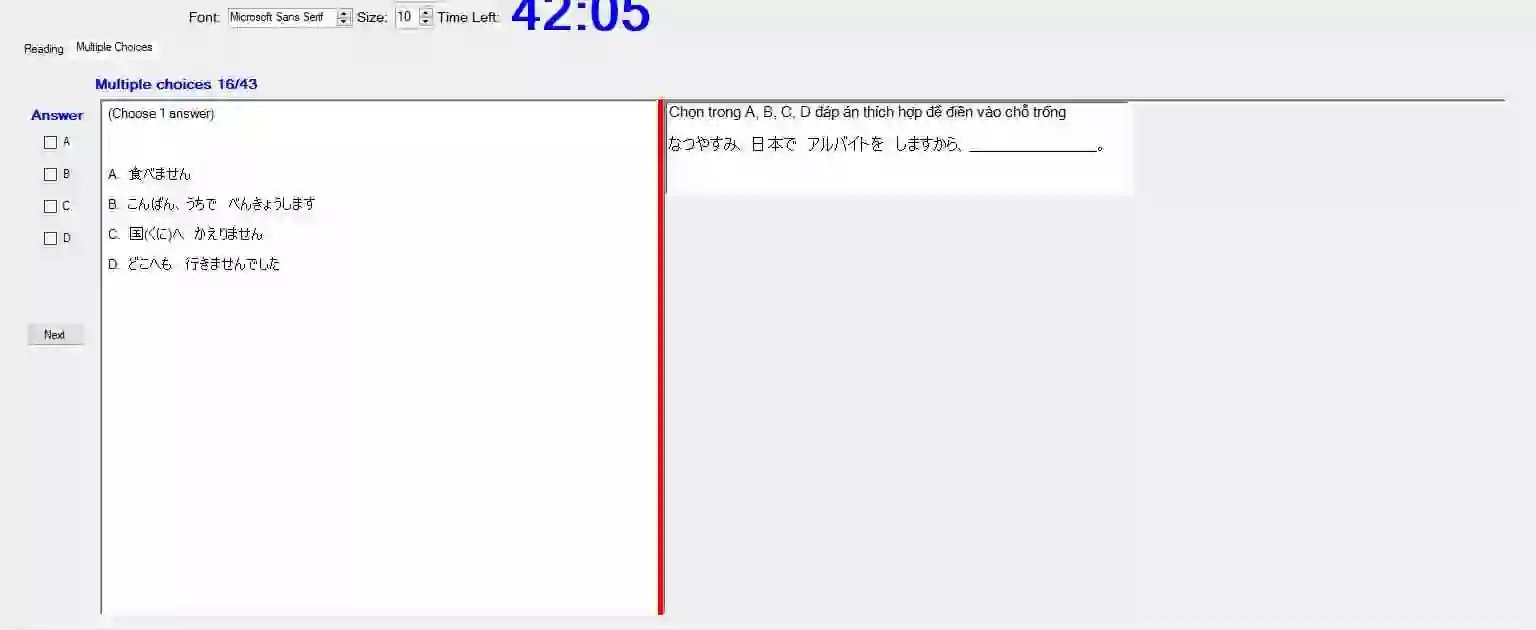 Font: Microsoft Sans Serif Size: 10 Time Left: 42:05
Reading Multiple Choices
Multiple choices 16/43
Answer
A
B
C
D
Next
(Choose 1 answer)
A. 食べません
B. こんばん、うちで べんきょうします
C. 国(くに)へ かえりません
D. どこへも 行きませんでした
Chọn trong A, B, C, D đáp án thích hợp để điền vào chỗ trống
なつやすみ、日本で アルバイトを しますから、_______________。